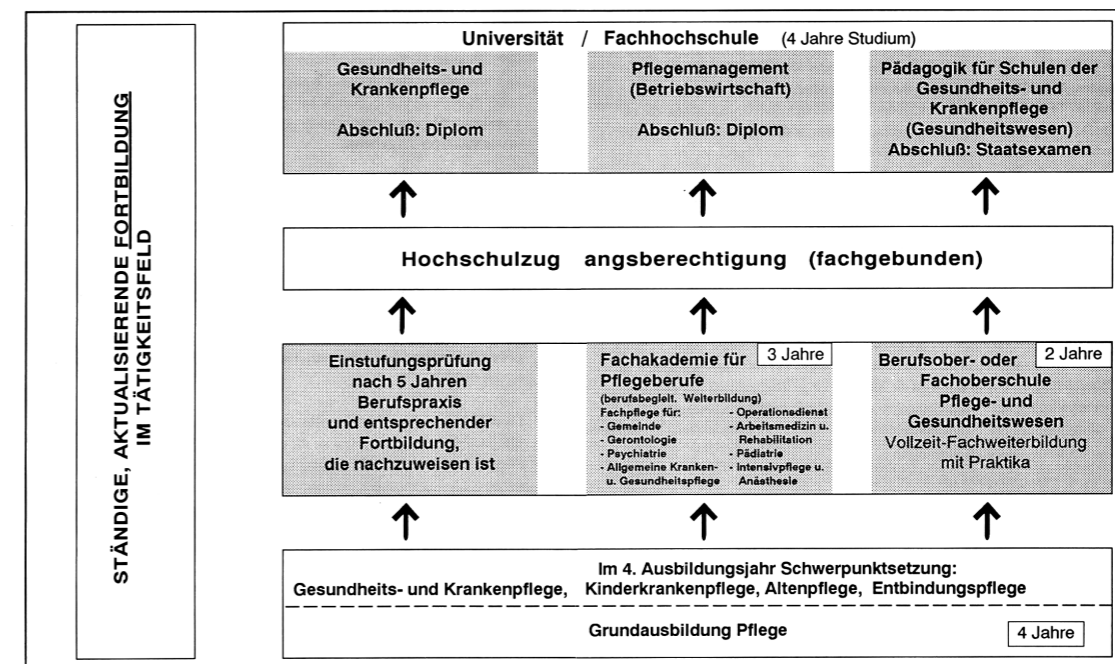 STÄNDIGE, AKTUALISIERENDE FORTBILDUNG
IM TÄTIGKEITSFELD
Universität / Fachhochschule (4 Jahre Studium)
Gesundheits- und
Krankenpflege
Abschluß: Diplom
Pflegemanagement
(Betriebswirtschaft)
Abschluß: Diplom
Pädagogik für Schulen der
Gesundheits- und
Krankenpflege
(Gesundheitswesen)
Abschluß: Staatsexamen
Hochschulzug angsberechtigung (fachgebunden)
Einstufungsprüfung
nach 5 Jahren
Berufspraxis
und entsprechender
Fortbildung,
die nachzuweisen ist
Fachakademie für
3 Jahre
Pflegeberufe
(berufsbegleit. Weiterbildung)
Fachpflege für:
- Gemeinde
- Gerontologie
- Psychiatrie
- Allgemeine Kranken-
u. Gesundheitspflege
- Operationsdienst
- Arbeitsmedizin u.
Rehabilitation
- Pädiatrie
- Intensivpflege u.
Anästhesie
Berufsober- oder
2 Jahre
Fachoberschule
Pflege- und
Gesundheitswesen
Vollzeit-Fachweiterbildung
mit Praktika
Im 4. Ausbildungsjahr Schwerpunktsetzung:
Gesundheits- und Krankenpflege, Kinderkrankenpflege, Altenpflege, Entbindungspflege
Grundausbildung Pflege
4 Jahre